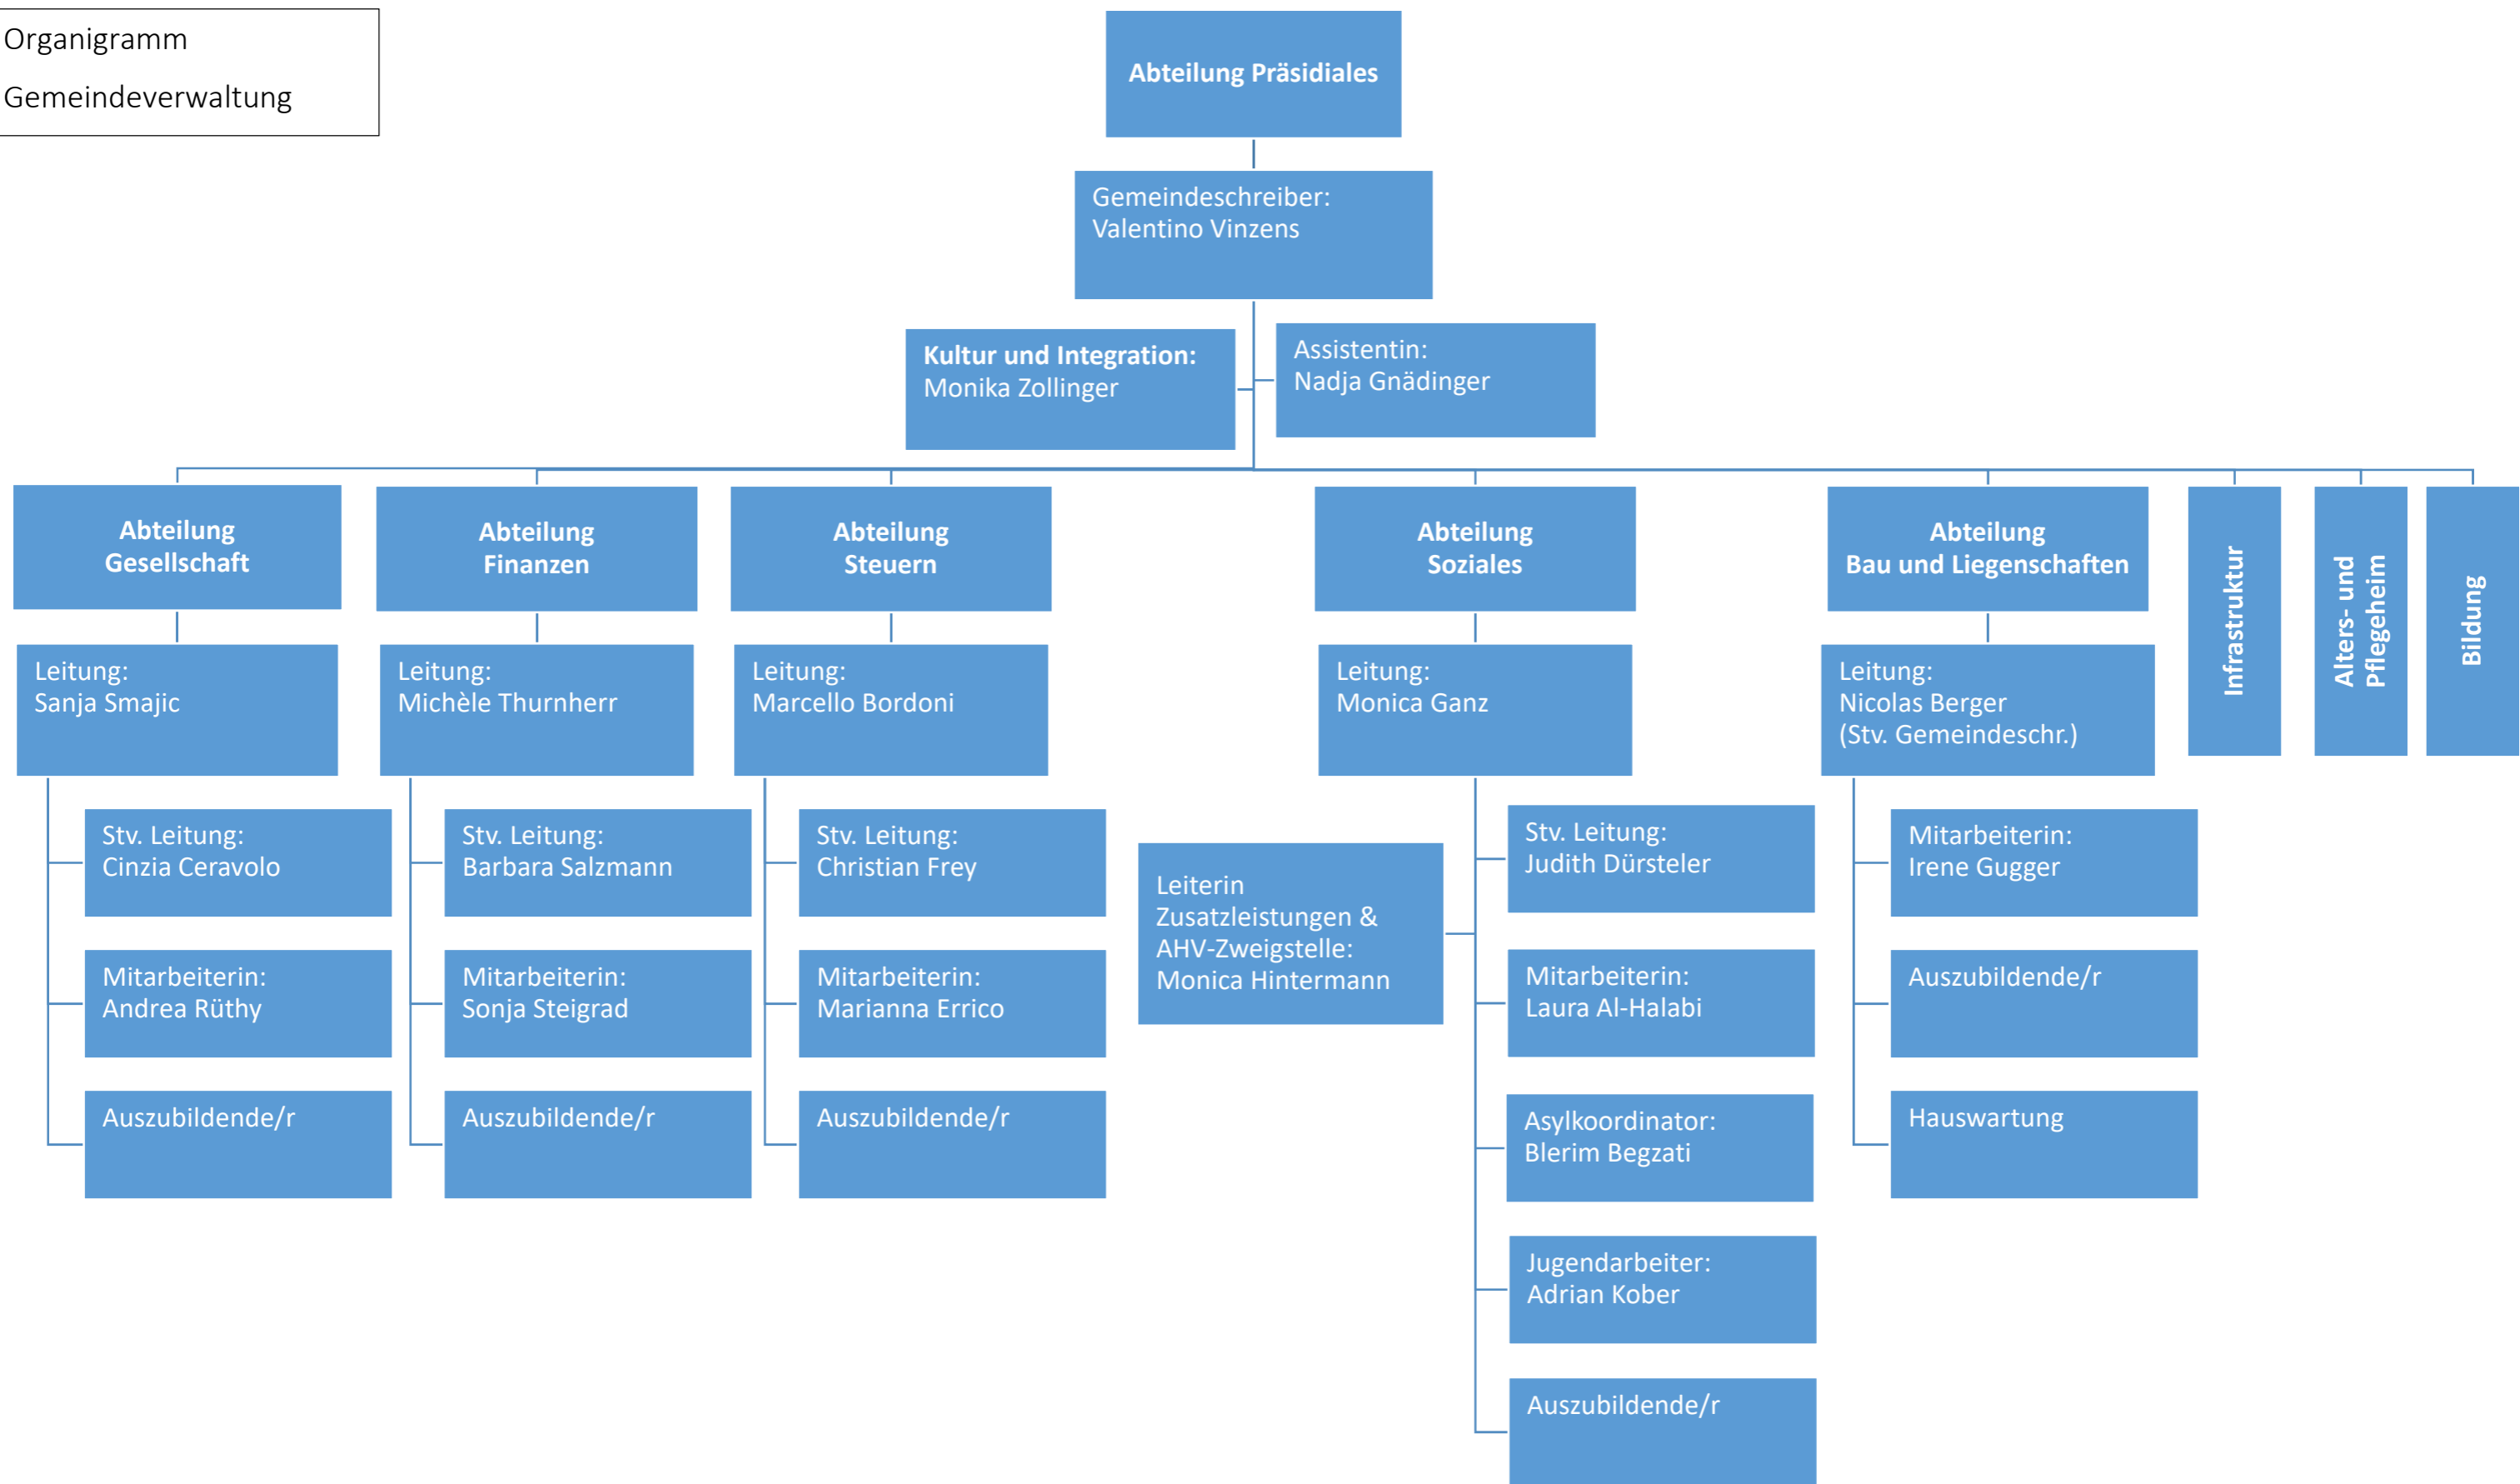 Organigramm
Gemeindeverwaltung
Abteilung Präsidiales
Gemeindeschreiber:
Valentino Vinzens
Kultur und Integration:
Monika Zollinger
Assistentin:
Nadja Gnädinger
Abteilung
Gesellschaft
Leitung:
Sanja Smajic
Stv. Leitung:
Cinzia Ceravolo
Mitarbeiterin:
Andrea Rüthy
Auszubildende/r
Abteilung
Finanzen
Leitung:
Michèle Thurnherr
Stv. Leitung:
Barbara Salzmann
Mitarbeiterin:
Sonja Steigrad
Auszubildende/r
Abteilung
Steuern
Leitung:
Marcello Bordoni
Stv. Leitung:
Christian Frey
Mitarbeiterin:
Marianna Errico
Auszubildende/r
Abteilung
Soziales
Leitung:
Monica Ganz
Leiterin
Zusatzleistungen &
AHV-Zweigstelle:
Monica Hintermann
Stv. Leitung:
Judith Dürsteler
Mitarbeiterin:
Laura Al-Halabi
Asylkoordinator:
Blerim Begzati
Jugendarbeiter:
Adrian Kober
Auszubildende/r
Abteilung
Bau und Liegenschaften
Leitung:
Nicolas Berger
(Stv. Gemeindeschr.)
Mitarbeiterin:
Irene Gugger
Auszubildende/r
Hauswartung
Infrastruktur
Alters- und
Pflegeheim
Bildung